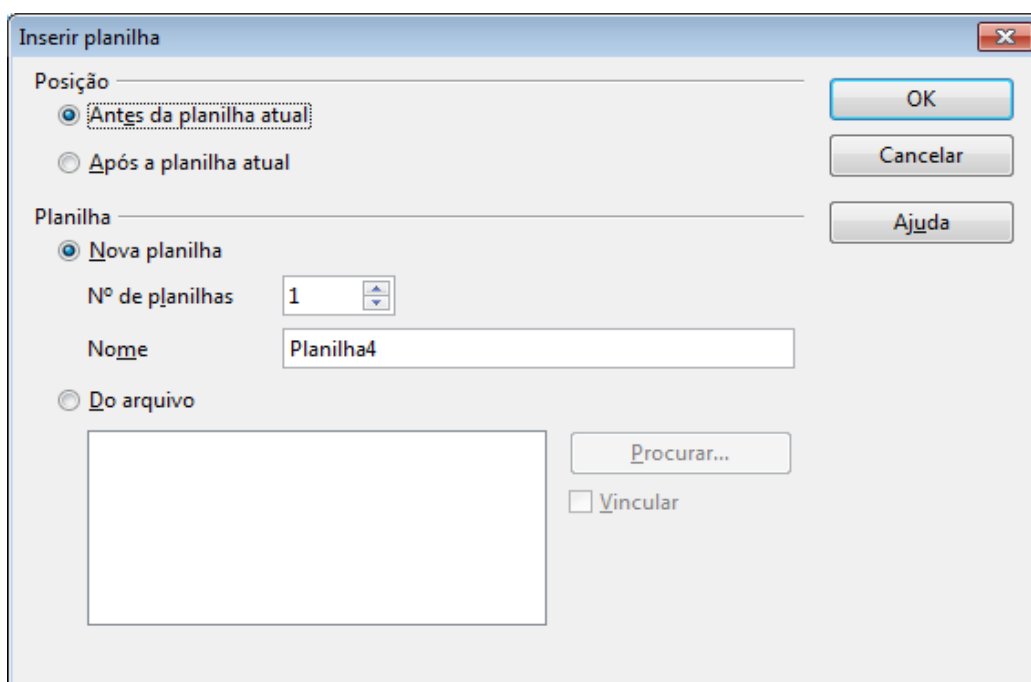 Inserir planilha
Posição
OK
Antes da planilha atual
Cancelar
Após a planilha atual
Planilha
Ajuda
Nova planilha
Nº de planilhas 1
Nome Planilha4
Do arquivo
Procurar...
Vincular